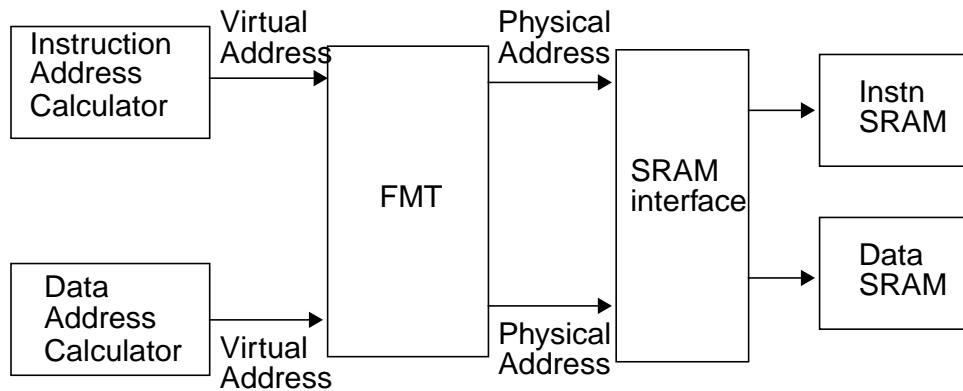 Instruction
Address
Calculator
Virtual
Address
FMT
Physical
Address
SRAM
interface
Instn
SRAM
Data
Address
Calculator
Virtual
Address
Physical
Address
Data
SRAM